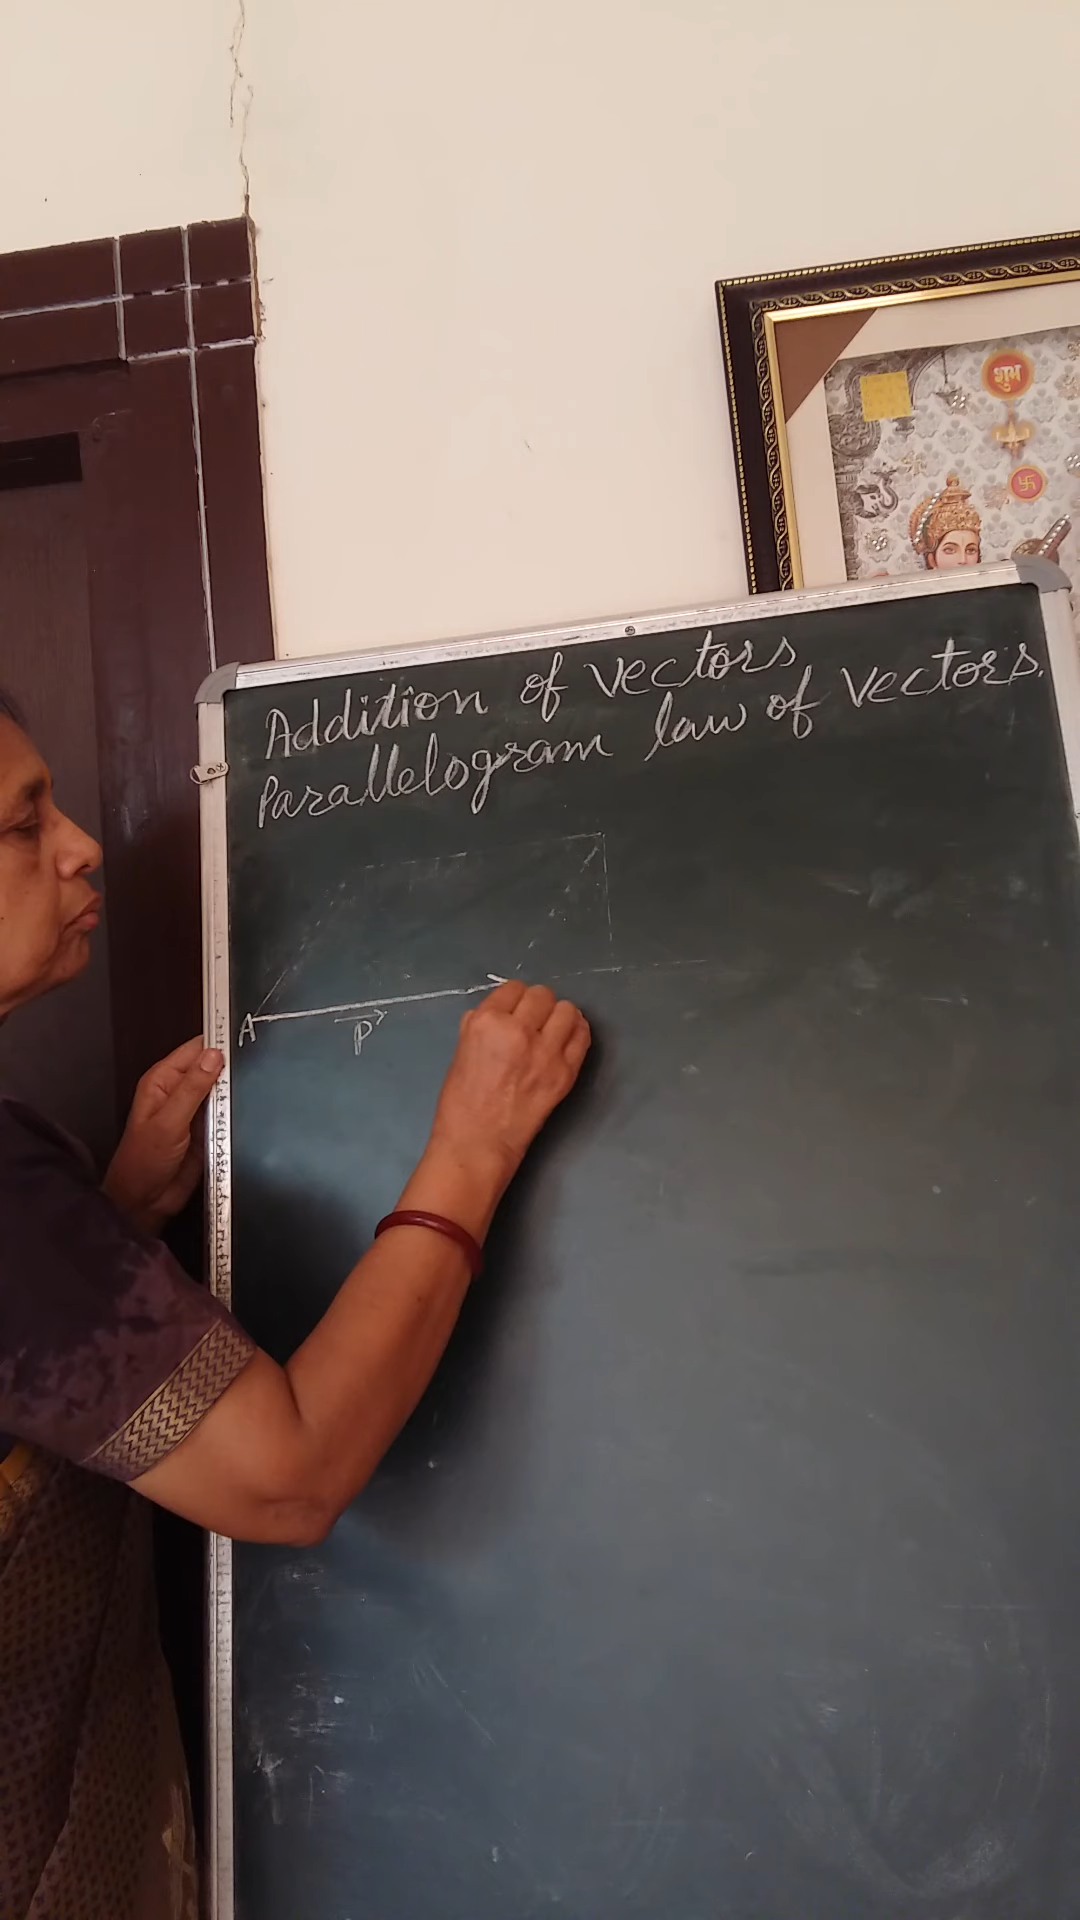 Addition of vectors
Parallelogram law of vectors.
A
P
शुभ